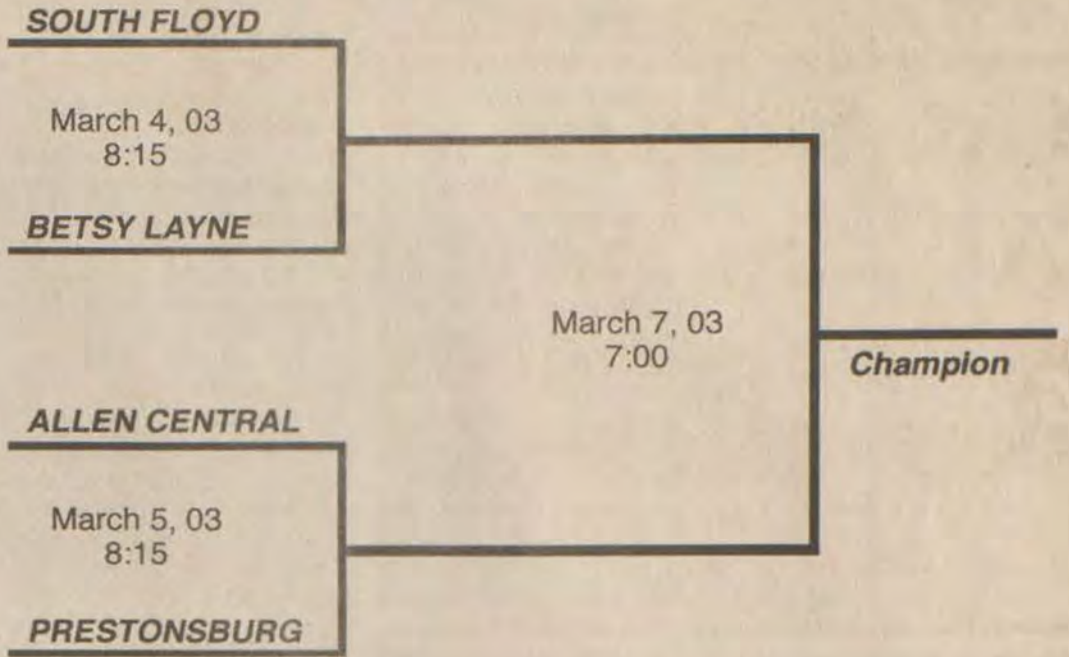 SOUTH FLOYD
March 4, 03
8:15
BETSY LAYNE
March 7, 03
7:00
Champion
ALLEN CENTRAL
March 5, 03
8:15
PRESTONSBURG